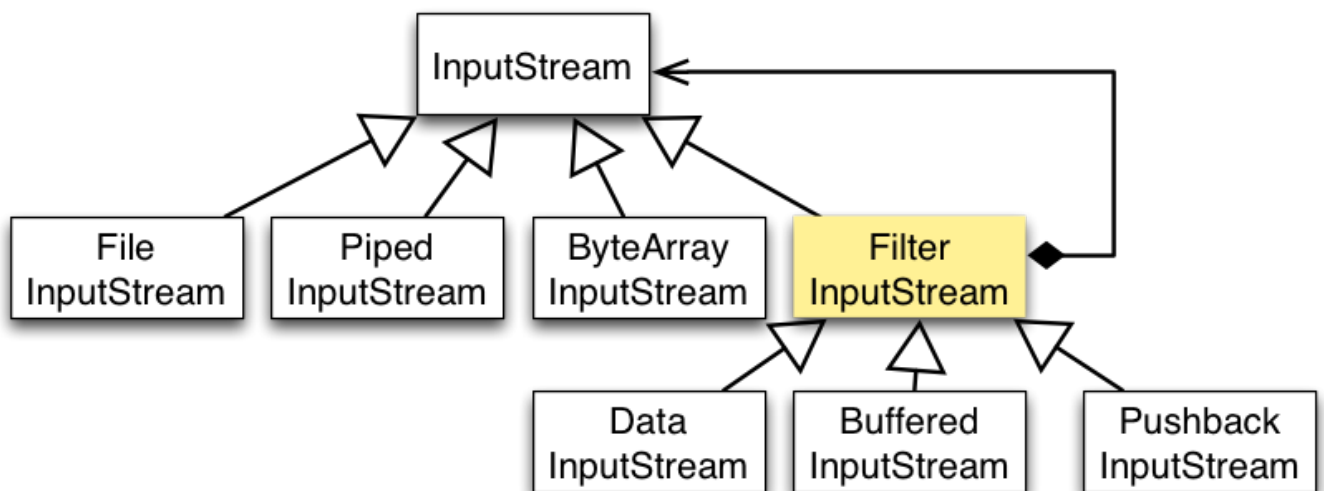 InputStream
File
InputStream
Piped
InputStream
ByteArray
InputStream
Filter
InputStream
Data
InputStream
Buffered
InputStream
Pushback
InputStream